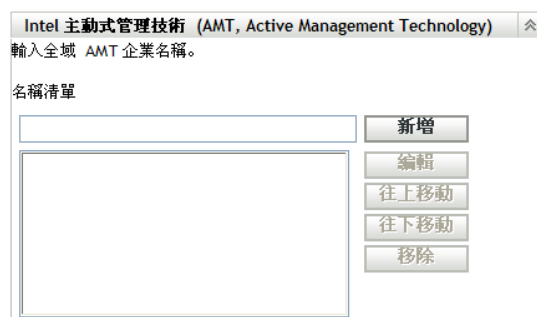 Intel 主動式管理技術 (AMT, Active Management Technology)
輸入全域 AMT 企業名稱。
名稱清單
新增
編輯
往上移動
往下移動
移除